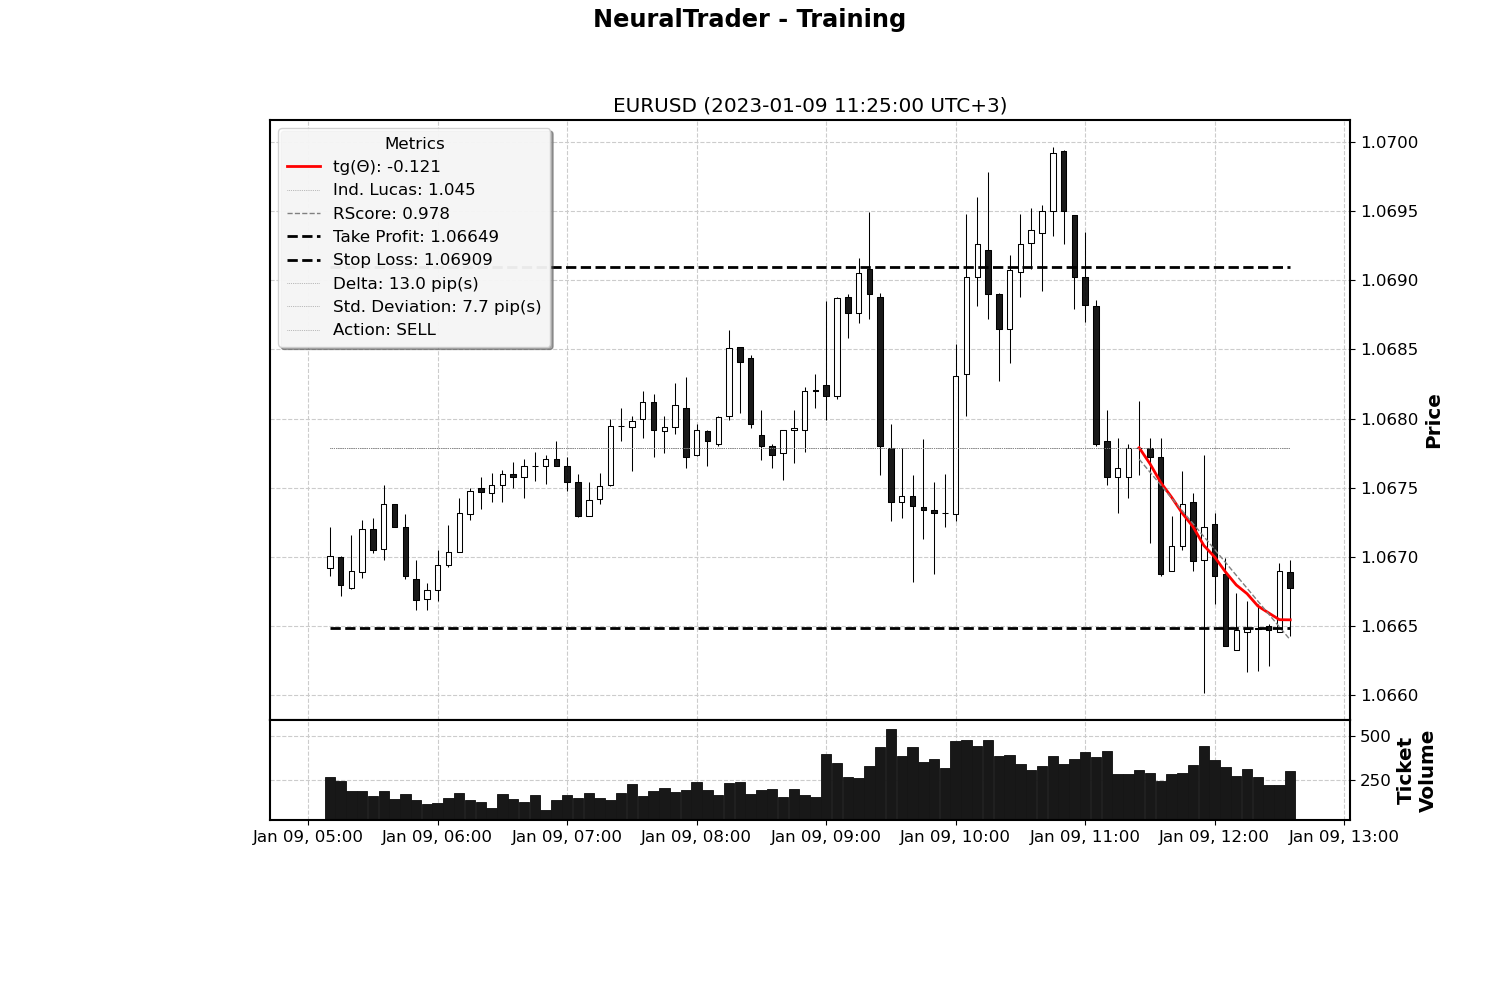 NeuralTrader - Training
EURUSD (2023-01-09 11:25:00 UTC+3)
Metrics
tg(Θ): -0.121
Ind. Lucas: 1.045
RScore: 0.978
Take Profit: 1.06649
Stop Loss: 1.06909
Delta: 13.0 pip(s)
Std. Deviation: 7.7 pip(s)
Action: SELL
1.0700
1.0695
1.0690
1.0685
1.0680
1.0675
1.0670
1.0665
1.0660
Price
500
250
Ticket
Volume
Jan 09, 05:00
Jan 09, 06:00
Jan 09, 07:00
Jan 09, 08:00
Jan 09, 09:00
Jan 09, 10:00
Jan 09, 11:00
Jan 09, 12:00
Jan 09, 13:00